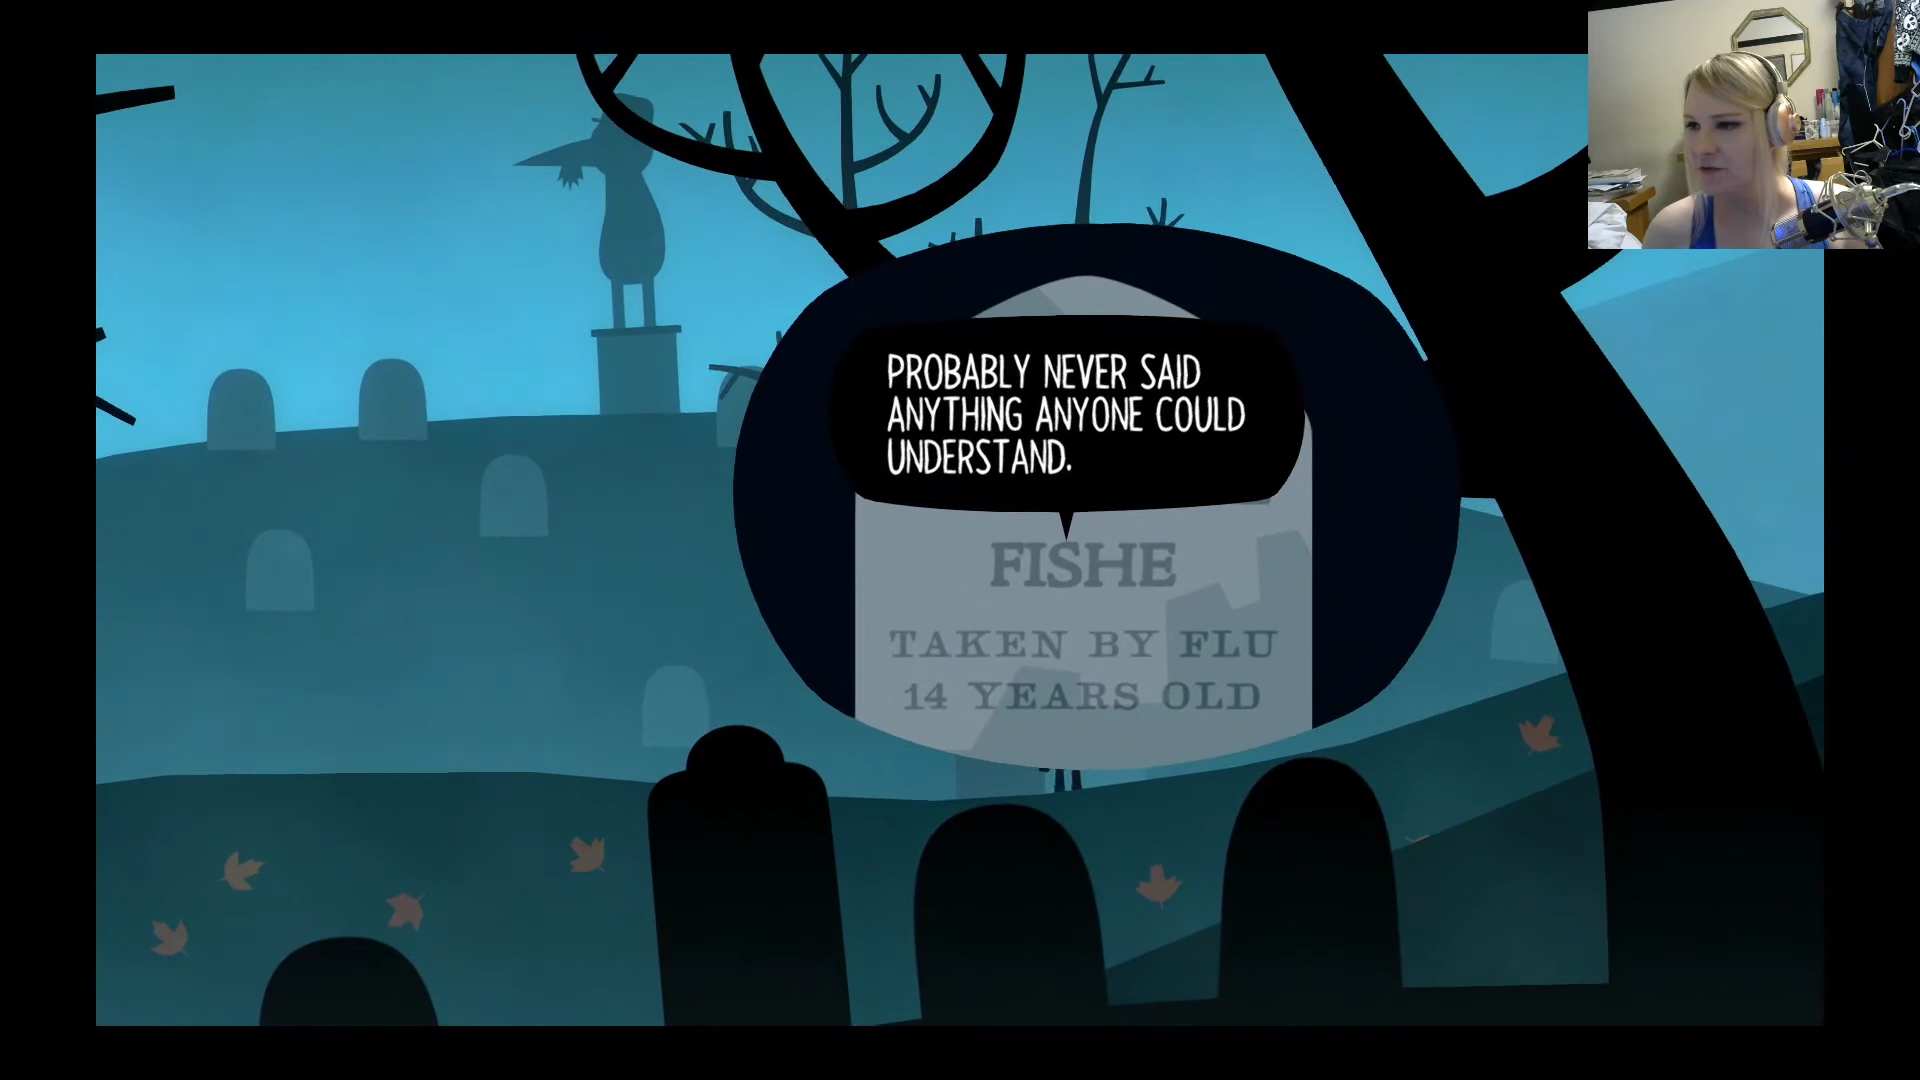 PROBABLY NEVER SAID
ANYTHING ANYONE COULD
UNDERSTAND.
FISHE
TAKEN BY FLU
14 YEARS OLD